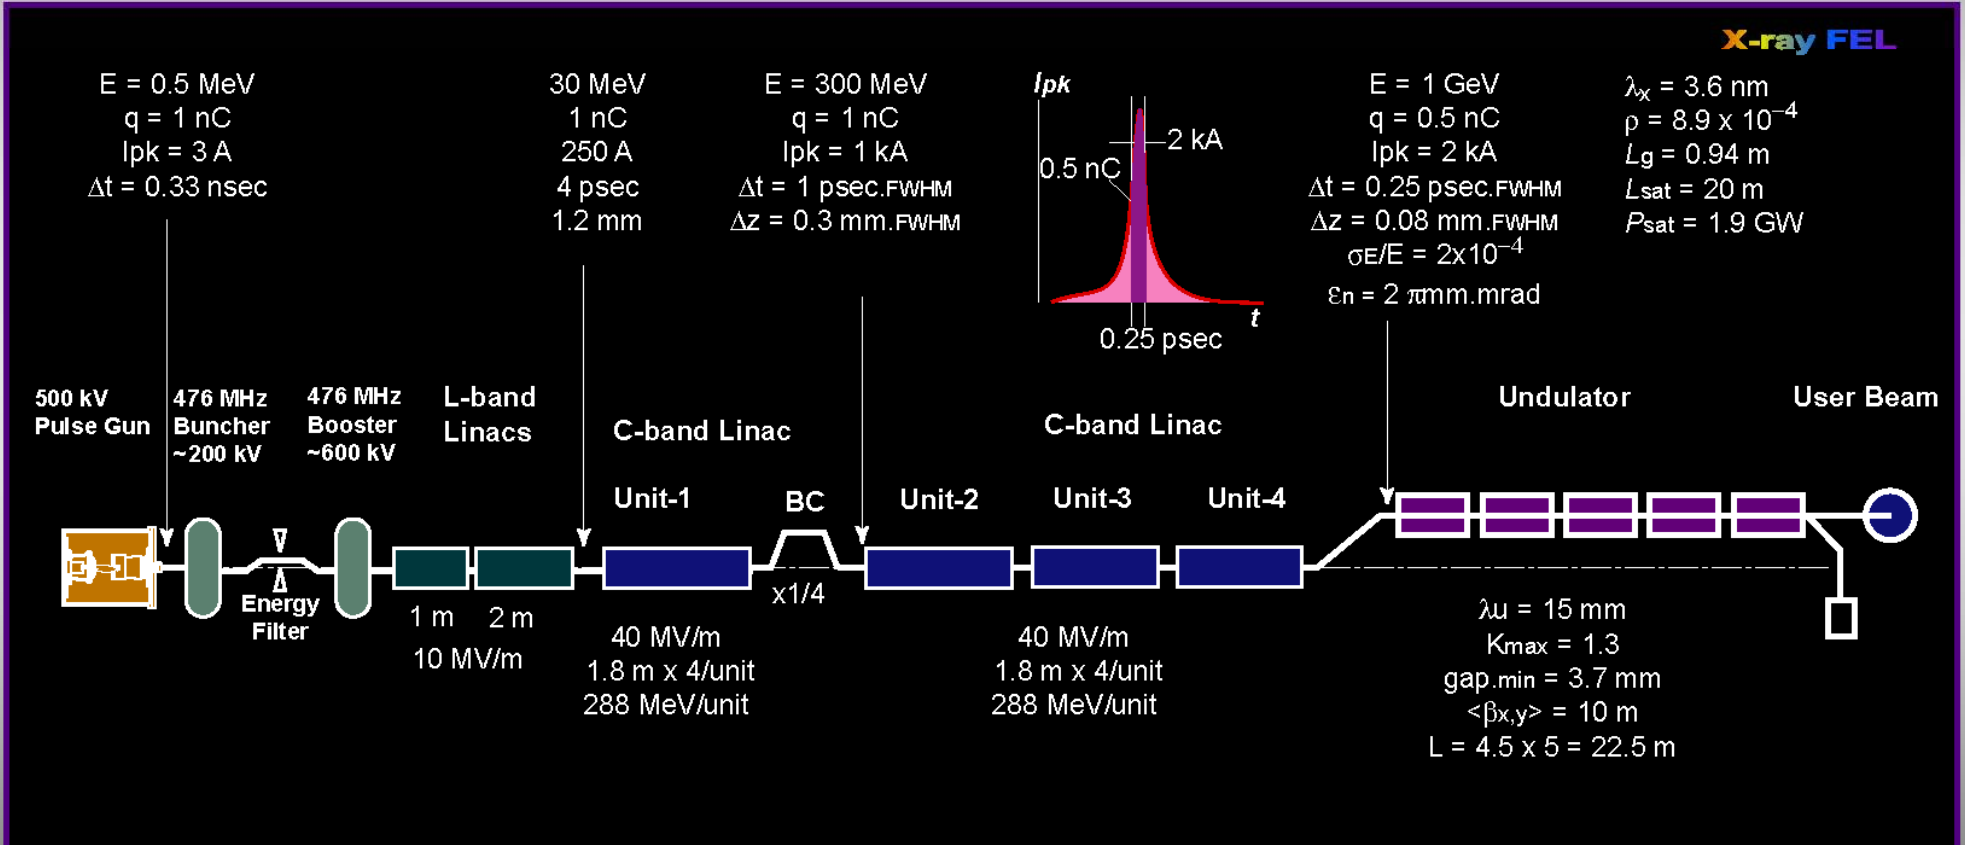 X-ray FEL
E = 0.5 MeV
q = 1 nC
Ipk = 3 A
Δt = 0.33 nsec
30 MeV
1 nC
250 A
4 psec
1.2 mm
E = 300 MeV
q = 1nC
Ipk = 1 kA
Δt = 1 psec.FWHM
Δz = 0.3 mm.FWHM
Ipk
2 kA
0.5 nC
t
0.25 psec
E = 1 GeV
q = 0.5 nC
Ipk = 2 kA
Δt = 0.25 psec.FWHM
Δz = 0.08 mm.FWHM
σE/E = 2x10⁻⁴
εn = 2 πmm.mrad
λx = 3.6 nm
ρ = 8.9 x 10⁻⁴
Lg = 0.94 m
Lsat = 20 m
Psat = 1.9 GW
500 kV
Pulse Gun
476 MHz
Buncher
~200 kV
476 MHz
Booster
~600 kV
L-band
Linacs
C-band Linac
C-band Linac
Undulator
User Beam
Unit-1
BC
Unit-2
Unit-3
Unit-4
Energy
Filter
1 m
2 m
10 MV/m
x1/4
40 MV/m
1.8 m x 4/unit
288 MeV/unit
40 MV/m
1.8 m x 4/unit
288 MeV/unit
λu = 15 mm
Kmax = 1.3
gap.min = 3.7 mm
<βx,y> = 10 m
L = 4.5 x 5 = 22.5 m